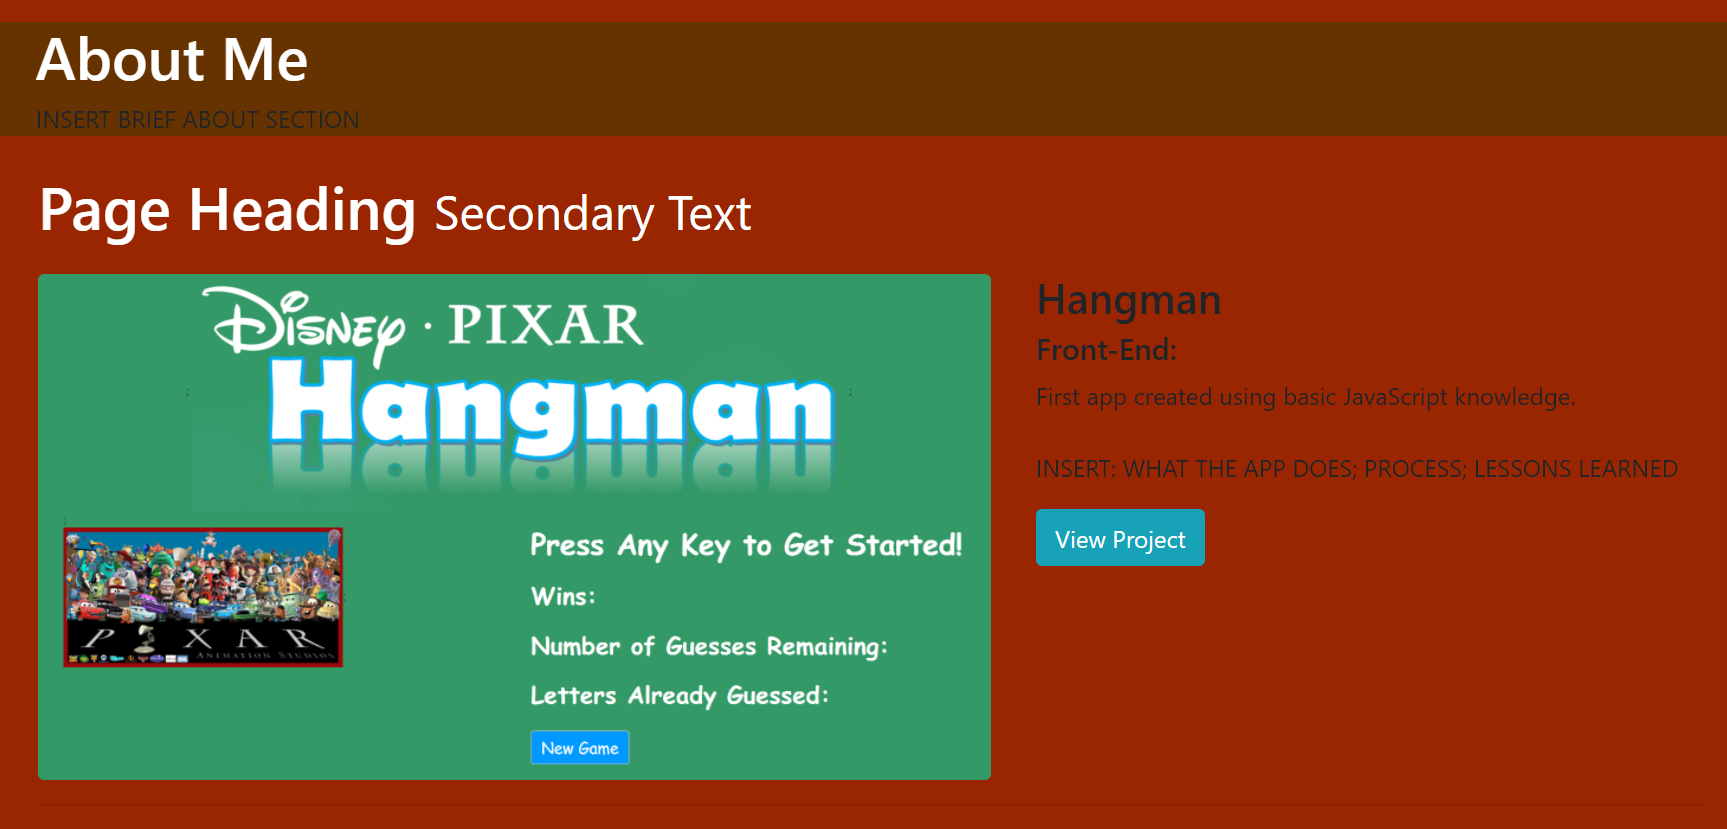 About Me
INSERT BRIEF ABOUT SECTION
Page Heading Secondary Text
DISNEY · PIXAR
Hangman
PIXAR
ANIMATION STUDIOS
Press Any Key to Get Started!
Wins:
Number of Guesses Remaining:
Letters Already Guessed:
New Game
Hangman
Front-End:
First app created using basic JavaScript knowledge.
INSERT: WHAT THE APP DOES; PROCESS; LESSONS LEARNED
View Project